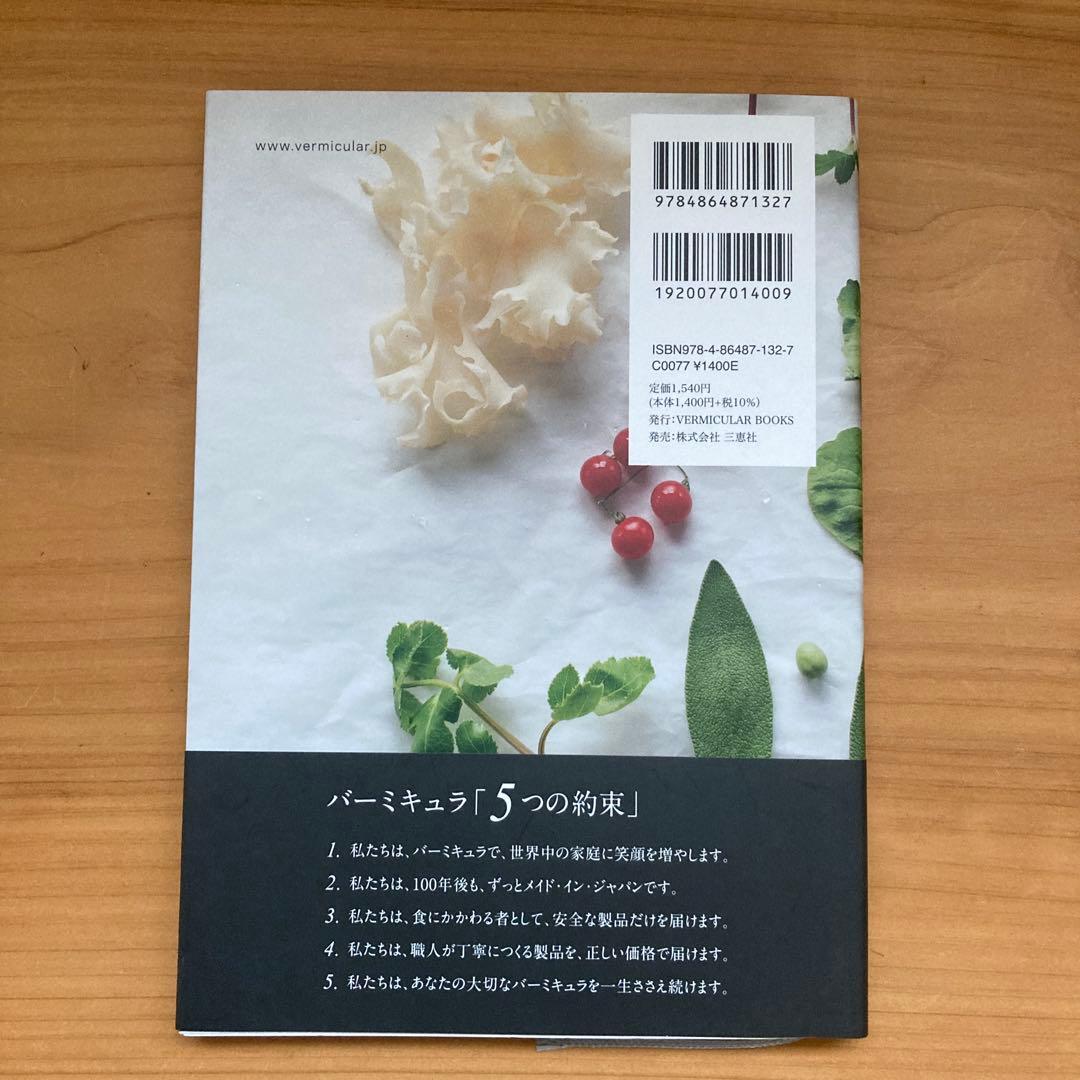 www.vermicular.jp
9784864871327
1920077014009
ISBN978-4-86487-132-7
C0077 ¥1400E
定価1,540円
(本体1,400円+税10%)
発行:VERMICULAR BOOKS
発売:株式会社 三恵社
バーミキュラ「5つの約束」
1. 私たちは、バーミキュラで、世界中の家庭に笑顔を増やします。
2. 私たちは、100年後も、ずっとメイド・イン・ジャパンです。
3. 私たちは、食にかかわる者として、安全な製品だけを届けます。
4. 私たちは、職人が丁寧につくる製品を、正しい価格で届けます。
5. 私たちは、あなたの大切なバーミキュラを一生ささえ続けます。